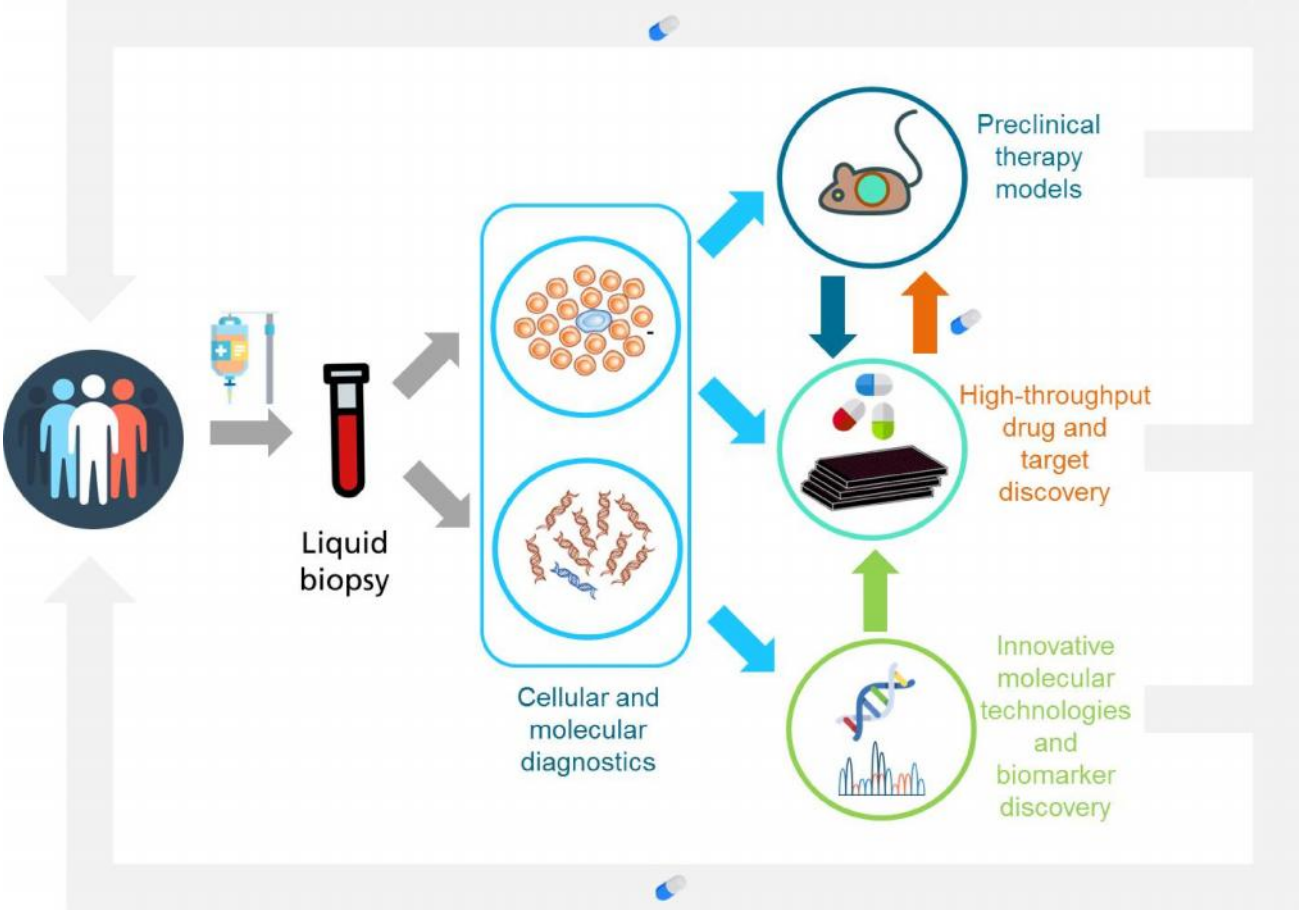 Liquid
biopsy
Cellular and
molecular
diagnostics
Preclinical
therapy
models
High-throughput
drug and
target
discovery
Innovative
molecular
technologies
and
biomarker
discovery